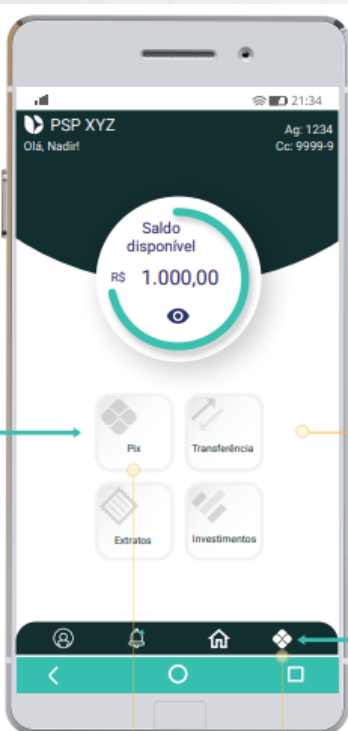 21:34
PSP XYZ
Ag: 1234
Olá, Nadir!
Cc: 9999-9
Saldo
disponível
R$ 1.000,00
Pix
Transferência
Extratos
Investimentos